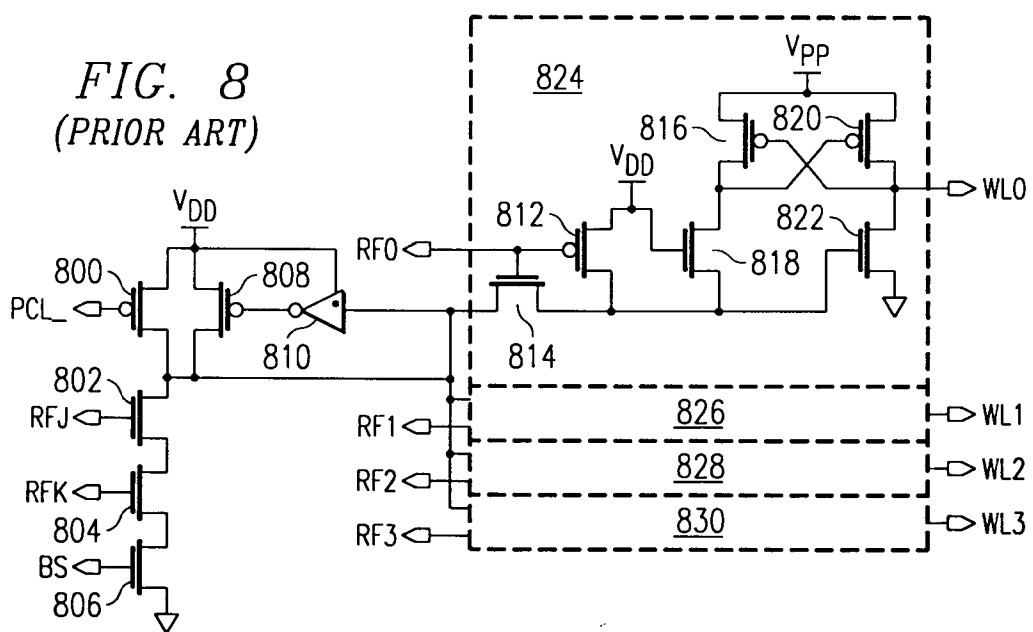 FIG. 8
(PRIOR ART)
824
VPP
816
820
WL0
VDD
812
822
818
RF0
814
VDD
800
808
PCL_
810
802
RFJ
RFK
804
BS
806
RF1
826
WL1
RF2
828
WL2
RF3
830
WL3